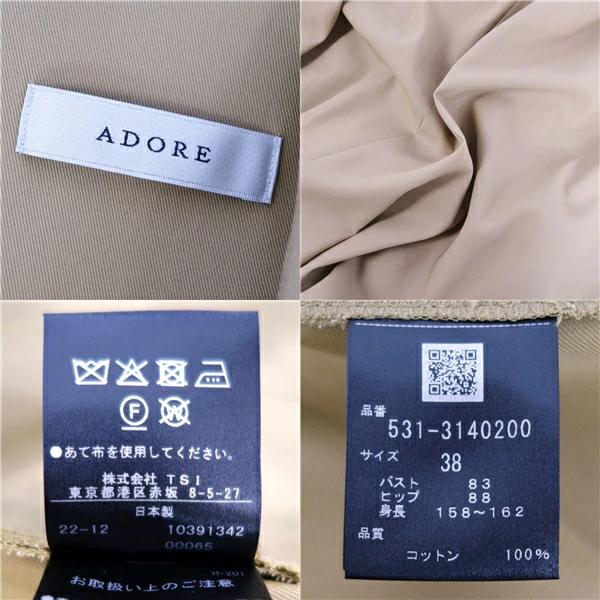 ADORE
F
W
●あて布を使用してください。
株式会社 TSI
東京都港区赤坂 8-5-27
日本製
22-12 10391342
00065
H-201
お取扱い上のご注意
品番
531-3140200
サイズ
38
バスト 83
ヒップ 88
身長 158～162
品質
コットン 100%